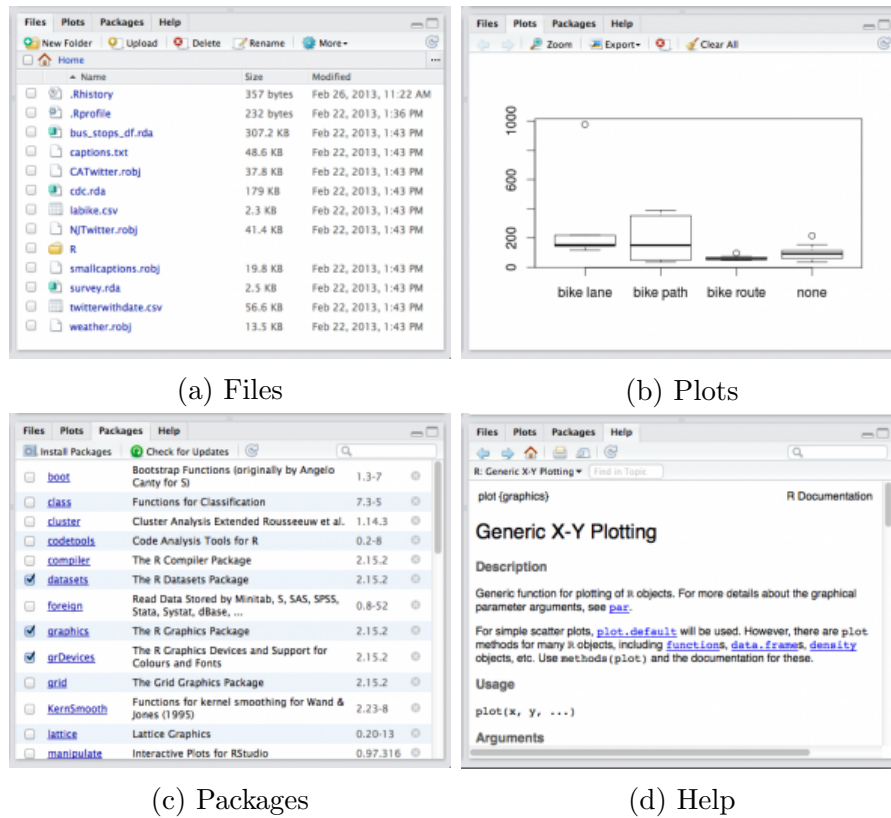 Files Plots Packages Help
New Folder Upload Delete Rename More
Home ...
Name Size Modified
.Rhistory 357 bytes Feb 26, 2013, 11:22 AM
.Rprofile 232 bytes Feb 22, 2013, 1:36 PM
bus_stops_df.rda 307.2 KB Feb 22, 2013, 1:43 PM
captions.txt 48.6 KB Feb 22, 2013, 1:43 PM
CATwitter.robj 37.8 KB Feb 22, 2013, 1:43 PM
cdc.rda 179 KB Feb 22, 2013, 1:43 PM
labike.csv 2.3 KB Feb 22, 2013, 1:43 PM
NJTwitter.robj 41.4 KB Feb 22, 2013, 1:43 PM
R
smallcaptions.robj 19.8 KB Feb 22, 2013, 1:43 PM
survey.rda 2.5 KB Feb 22, 2013, 1:43 PM
twitterwithdate.csv 56.6 KB Feb 22, 2013, 1:43 PM
weather.robj 13.5 KB Feb 22, 2013, 1:43 PM
(a) Files
Files Plots Packages Help
Zoom Export Clear All
1000
600
200
0
bike lane bike path bike route none
(b) Plots
Files Plots Packages Help
Install Packages Check for Updates
boot Bootstrap Functions (originally by Angelo 1.3-7
Canty for S)
class Functions for Classification 7.3-5
cluster Cluster Analysis Extended Rousseeuw et al. 1.14.3
codetools Code Analysis Tools for R 0.2-8
compiler The R Compiler Package 2.15.2
datasets The R Datasets Package 2.15.2
foreign Read Data Stored by Minitab, S, SAS, SPSS, 0.8-52
Stata, Systat, dBase, ...
graphics The R Graphics Package 2.15.2
grDevices The R Graphics Devices and Support for 2.15.2
Colours and Fonts
grid The Grid Graphics Package 2.15.2
KernSmooth Functions for kernel smoothing for Wand & 2.23-8
Jones (1995)
lattice Lattice Graphics 0.20-13
manipulate Interactive Plots for RStudio 0.97.316
(c) Packages
Files Plots Packages Help
R: Generic X-Y Plotting Find in Topic
plot {graphics} R Documentation
Generic X-Y Plotting
Description
Generic function for plotting of R objects. For more details about the graphical
parameter arguments, see par.
For simple scatter plots, plot.default will be used. However, there are plot
methods for many R objects, including functions, data.frames, density
objects, etc. Use methods(plot) and the documentation for these.
Usage
plot(x, y, ...)
Arguments
(d) Help